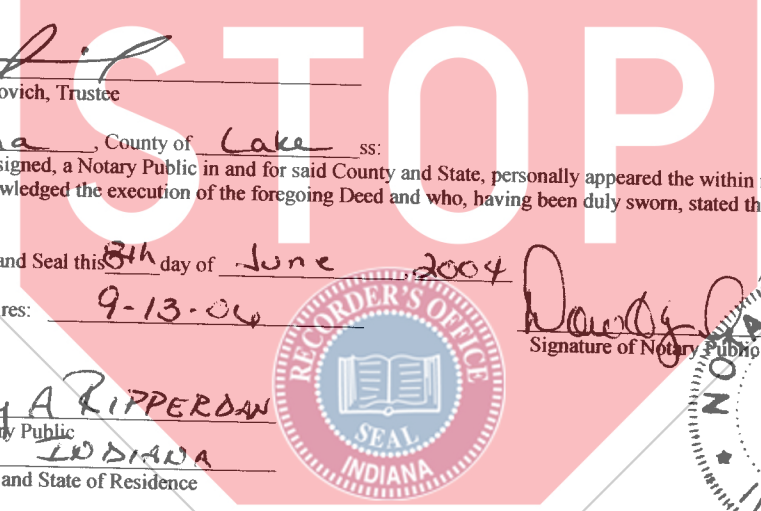 STOP
ovich, Trustee
a, County of Lake ss:
signed, a Notary Public in and for said County and State, personally appeared the within
wledged the execution of the foregoing Deed and who, having been duly sworn, stated th
and Seal this 8th day of June, 2004
res: 9-13-06
Signature of Notary Public
y A RIPPERDAN
ry Public
INDIANA
and State of Residence
RECORDER'S OFFICE
SEAL
INDIANA
NOTA